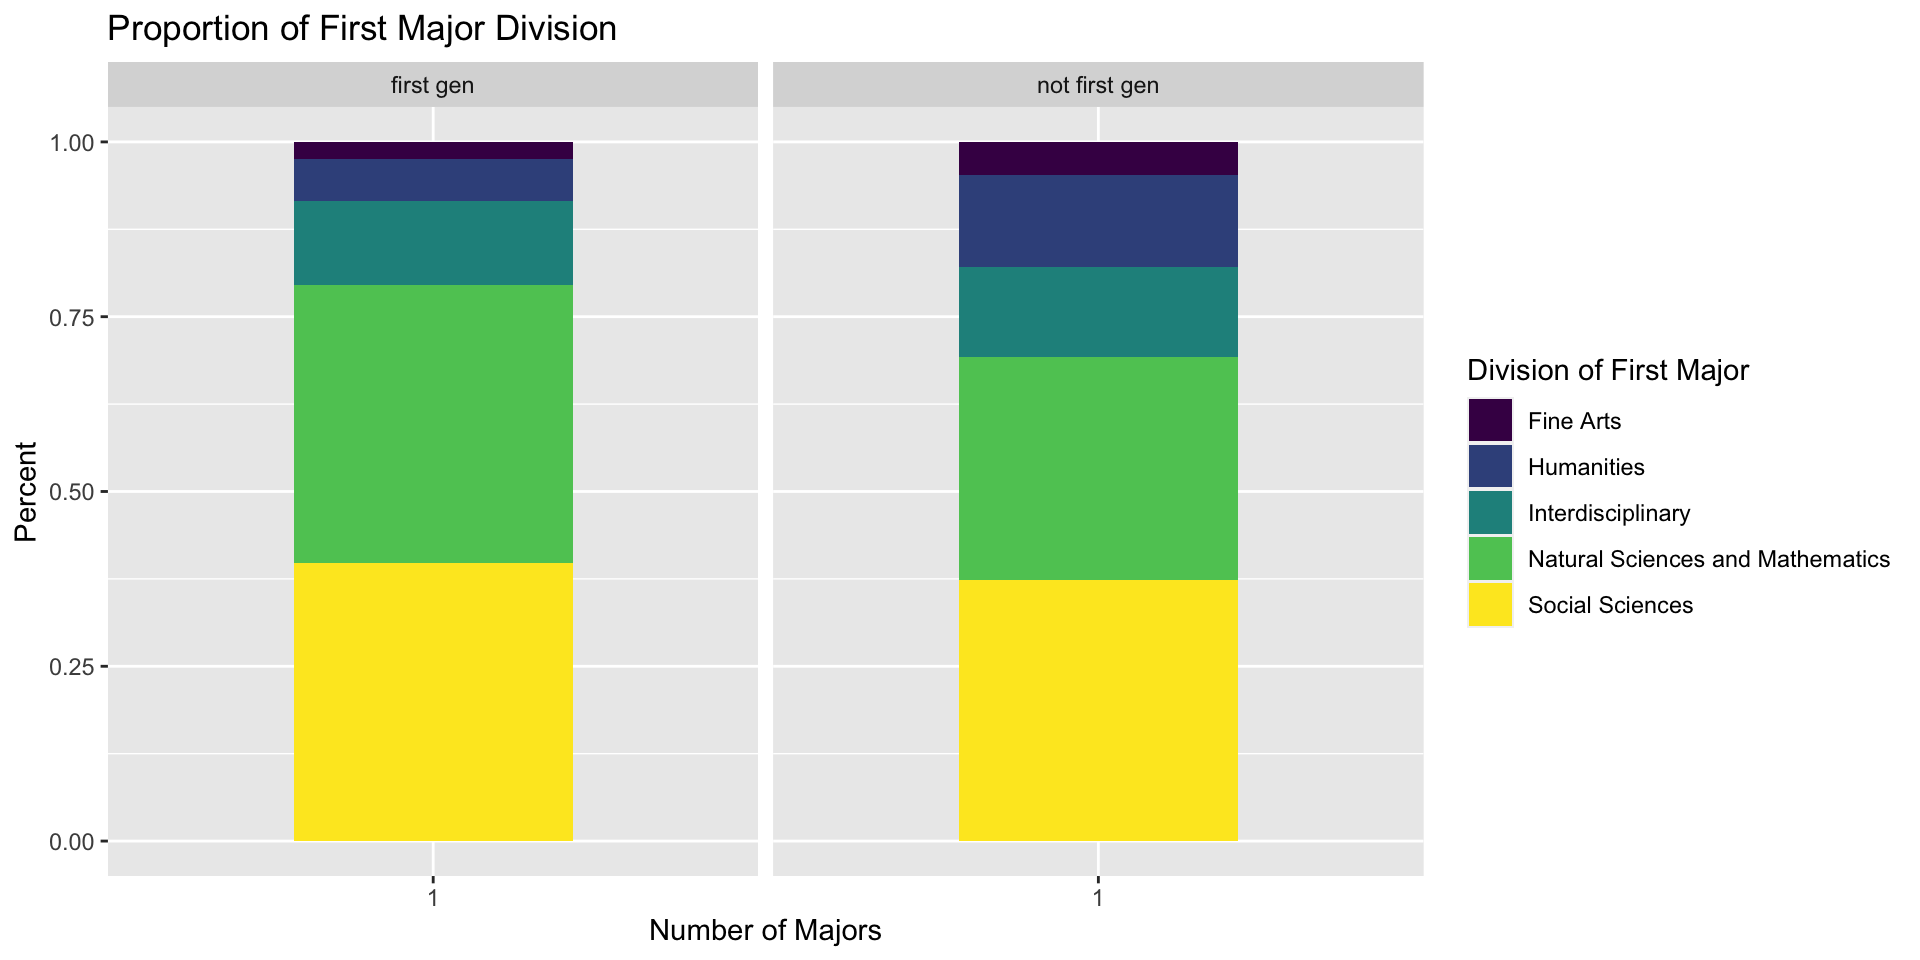 Proportion of First Major Division
first gen
not first gen
1.00
0.75
0.50
0.25
0.00
Percent
1
1
Number of Majors
Division of First Major
Fine Arts
Humanities
Interdisciplinary
Natural Sciences and Mathematics
Social Sciences